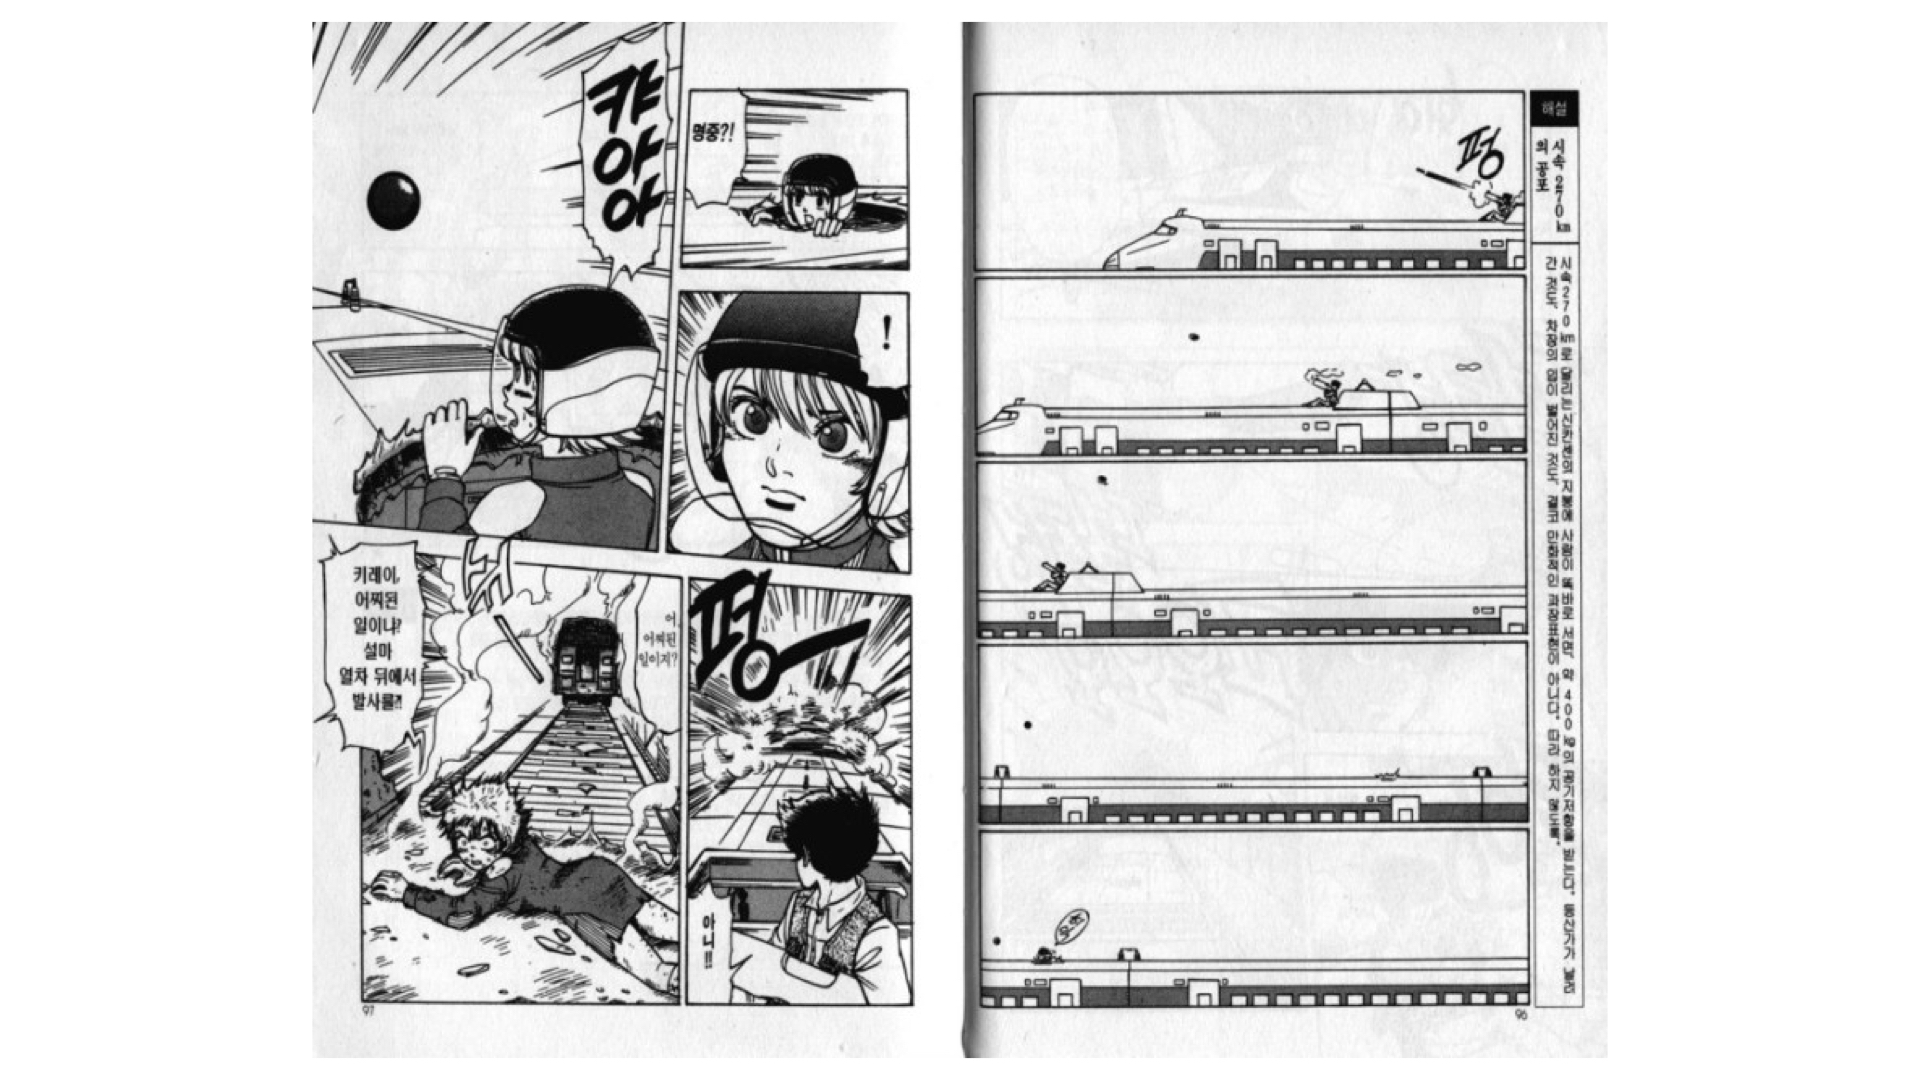 해설
시속 270km
의 공포
시속 270km로 달리는 신칸센의 지붕에 사람이 똑바로 서면, 약 400kg의 공기저항을 받는다. 등산가가 날려
간 것도, 차장의 입이 벌어진 것도, 결코 만화적인 과장표현이 아니다. 따라 하지 않도록.
펑
96
명중?!
캬
아
아
!
펑
아니!!
어,
어찌된
일이지?
키레이,
어찌된
일이냐?
설마
열차 뒤에서
발사를?!
97